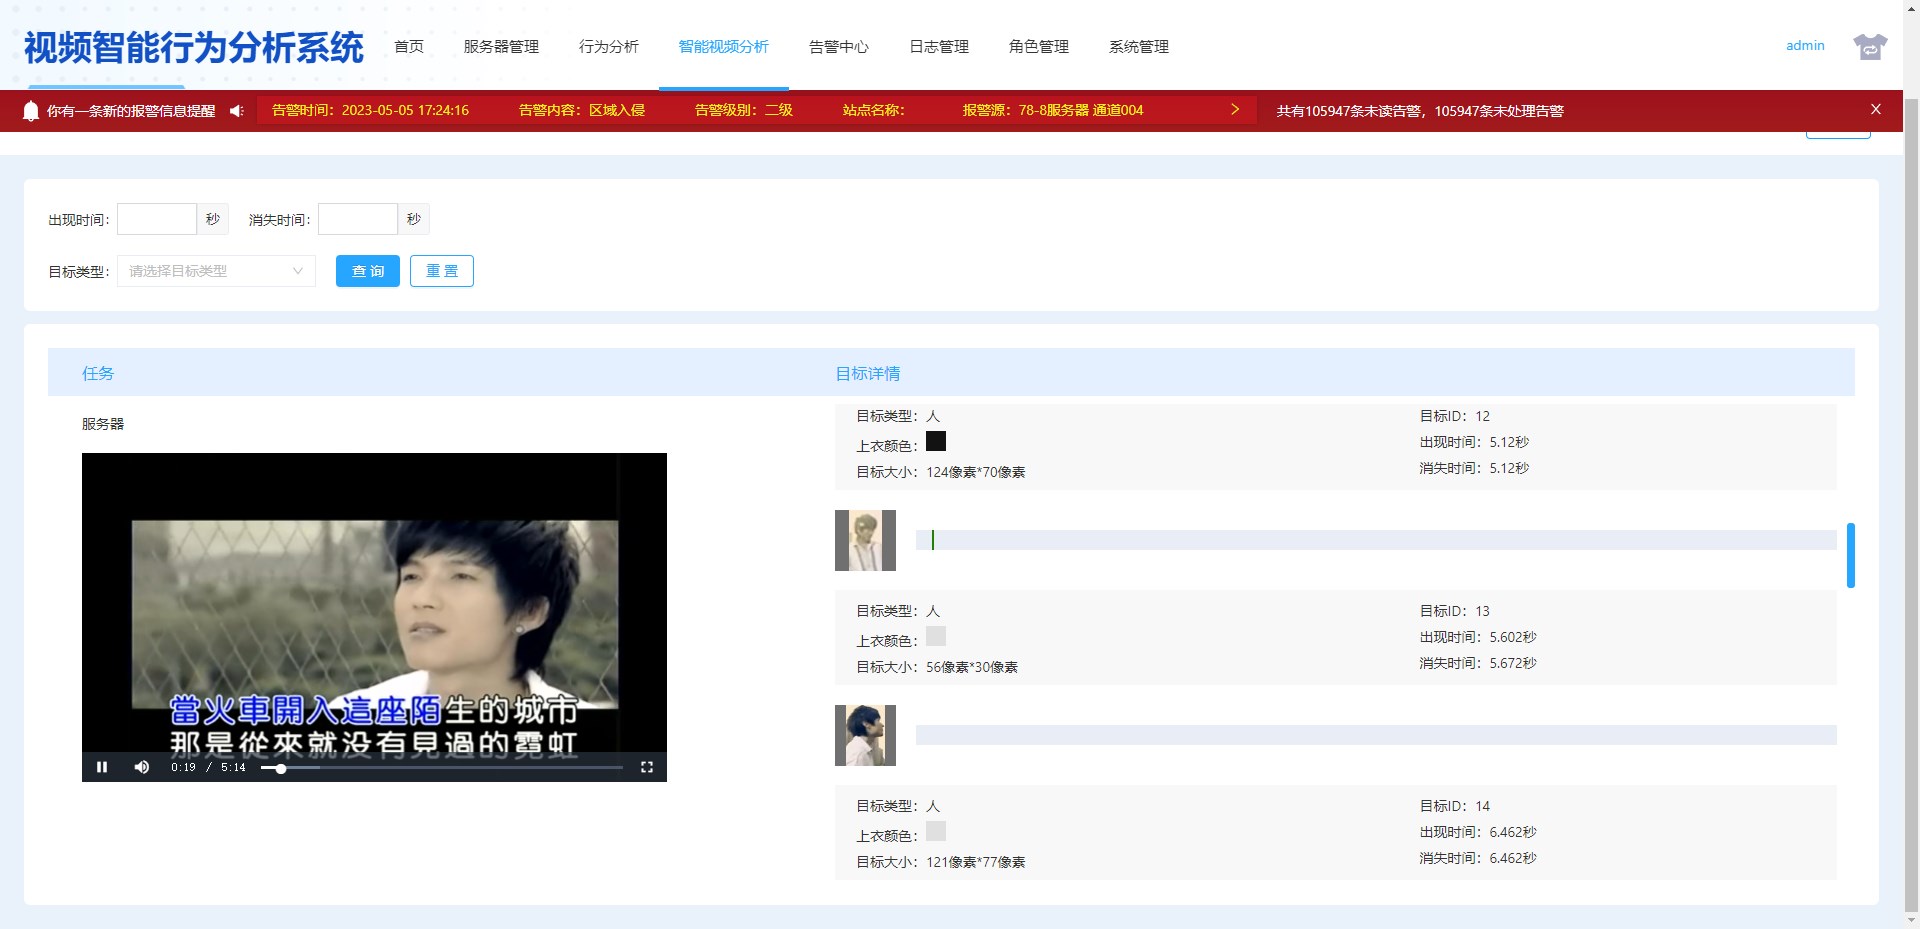 视频智能行为分析系统
首页 服务器管理 行为分析 智能视频分析 告警中心 日志管理 角色管理 系统管理 admin
你有一条新的报警信息提醒 告警时间：2023-05-05 17:24:16 告警内容：区域入侵 告警级别：二级 站点名称： 报警源：78-8服务器 通道004 共有105947条未读告警，105947条未处理告警 X
出现时间： 秒 消失时间： 秒
目标类型： 请选择目标类型 查 询 重 置
任务 目标详情
服务器
當火車開入這座陌生的城市
那是從來就没有見過的霓虹
0:19 / 5:14
目标类型：人 目标ID：12
上衣颜色： 出现时间：5.12秒
目标大小：124像素*70像素 消失时间：5.12秒
目标类型：人 目标ID：13
上衣颜色： 出现时间：5.602秒
目标大小：56像素*30像素 消失时间：5.672秒
目标类型：人 目标ID：14
上衣颜色： 出现时间：6.462秒
目标大小：121像素*77像素 消失时间：6.462秒